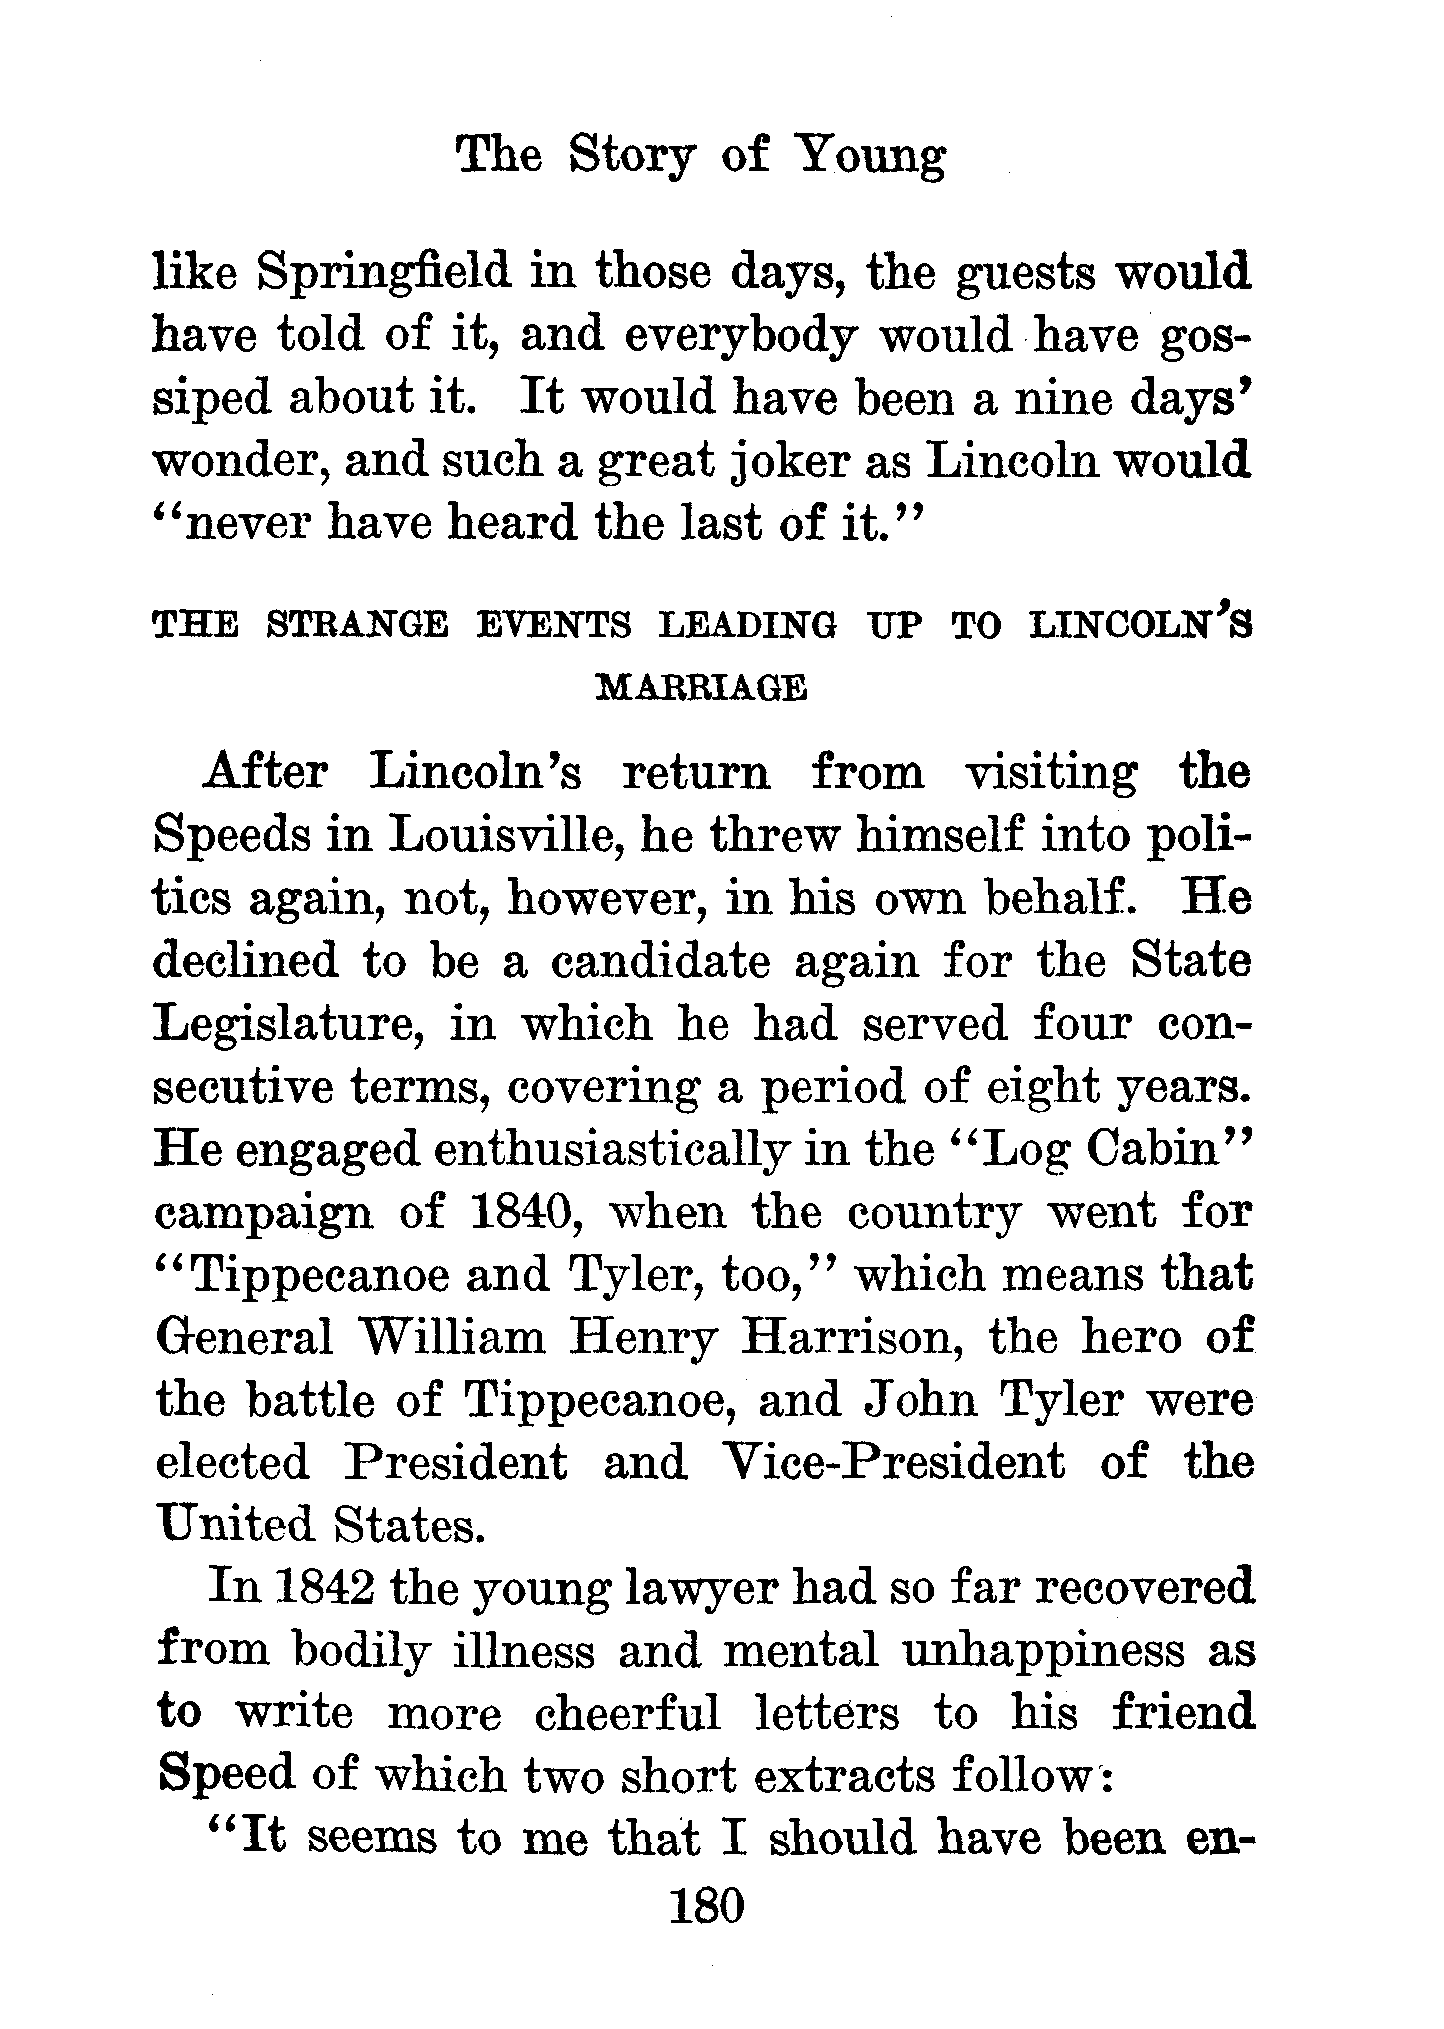 The Story of Young
like Springfield in those days, the guests would
have told of it, and everybody would have gos-
siped about it. It would have been a nine days'
wonder, and such a great joker as Lincoln would
"never have heard the last of it."
THE STRANGE EVENTS LEADING UP TO LINCOLN'S
MARRIAGE
After Lincoln's return from visiting the
Speeds in Louisville, he threw himself into poli-
tics again, not, however, in his own behalf. He
declined to be a candidate again for the State
Legislature, in which he had served four con-
secutive terms, covering a period of eight years.
He engaged enthusiastically in the "Log Cabin"
campaign of 1840, when the country went for
"Tippecanoe and Tyler, too," which means that
General William Henry Harrison, the hero of
the battle of Tippecanoe, and John Tyler were
elected President and Vice-President of the
United States.
In 1842 the young lawyer had so far recovered
from bodily illness and mental unhappiness as
to write more cheerful letters to his friend
Speed of which two short extracts follow:
"It seems to me that I should have been en-
180